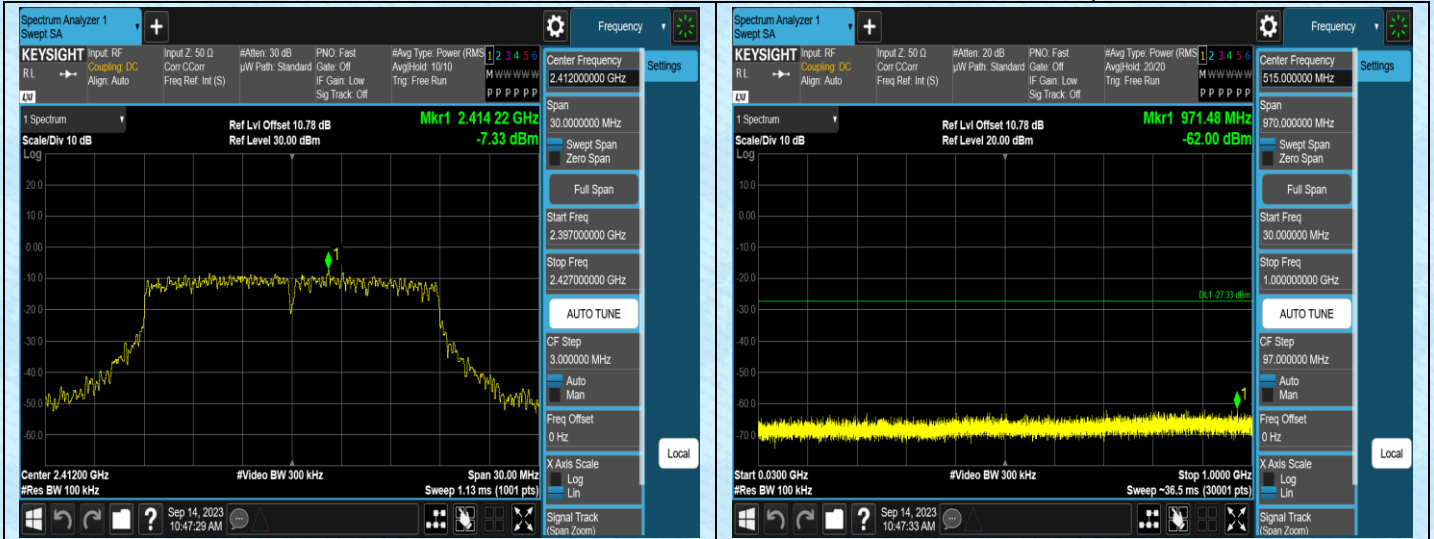 Spectrum Analyzer 1
Swept SA
+
Frequency
KEYSIGHT
RL
LXI
Input: RF
Coupling: DC
Align: Auto
Input Z: 50 Ω
Corr CCorr
Freq Ref: Int (S)
#Atten: 30 dB
µW Path: Standard
PNO: Fast
Gate: Off
IF Gain: Low
Sig Track: Off
#Avg Type: Power (RMS
Avg|Hold: 10/10
Trig: Free Run
1 2 3 4 5 6
M W W W W W
P P P P P P
1 Spectrum
Scale/Div 10 dB
Log
Ref Lvl Offset 10.78 dB
Ref Level 30.00 dBm
Mkr1 2.414 22 GHz
-7.33 dBm
20.0
10.0
0.00
-10.0
-20.0
-30.0
-40.0
-50.0
-60.0
1
Center 2.41200 GHz
#Res BW 100 kHz
#Video BW 300 kHz
Span 30.00 MHz
Sweep 1.13 ms (1001 pts)
Center Frequency
2.412000000 GHz
Settings
Span
30.0000000 MHz
Swept Span
Zero Span
Full Span
Start Freq
2.397000000 GHz
Stop Freq
2.427000000 GHz
AUTO TUNE
CF Step
3.000000 MHz
Auto
Man
Freq Offset
0 Hz
X Axis Scale
Log
Lin
Signal Track
(Span Zoom)
Local
?
Sep 14, 2023
10:47:29 AM
Spectrum Analyzer 1
Swept SA
+
Frequency
KEYSIGHT
RL
LXI
Input: RF
Coupling: DC
Align: Auto
Input Z: 50 Ω
Corr CCorr
Freq Ref: Int (S)
#Atten: 20 dB
µW Path: Standard
PNO: Fast
Gate: Off
IF Gain: Low
Sig Track: Off
#Avg Type: Power (RMS
Avg|Hold: 20/20
Trig: Free Run
1 2 3 4 5 6
M W W W W W
P P P P P P
1 Spectrum
Scale/Div 10 dB
Log
Ref Lvl Offset 10.78 dB
Ref Level 20.00 dBm
Mkr1 971.48 MHz
-62.00 dBm
10.0
0.00
-10.0
-20.0
-30.0
-40.0
-50.0
-60.0
-70.0
DL1 -27.33 dBm
1
Start 0.0300 GHz
#Res BW 100 kHz
#Video BW 300 kHz
Stop 1.0000 GHz
Sweep ~36.5 ms (30001 pts)
Center Frequency
515.000000 MHz
Settings
Span
970.000000 MHz
Swept Span
Zero Span
Full Span
Start Freq
30.000000 MHz
Stop Freq
1.000000000 GHz
AUTO TUNE
CF Step
97.000000 MHz
Auto
Man
Freq Offset
0 Hz
X Axis Scale
Log
Lin
Signal Track
(Span Zoom)
Local
?
Sep 14, 2023
10:47:33 AM